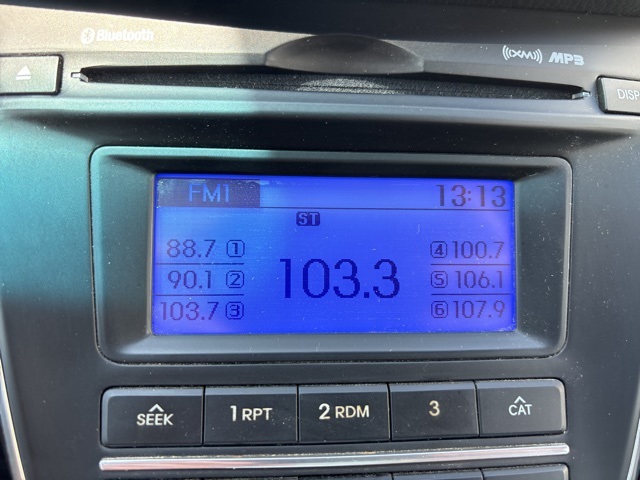 Bluetooth
((XM)) MP3
DISP
FM1 13:13
ST
88.7 1 4 100.7
90.1 2 103.3 5 106.1
103.7 3 6 107.9
SEEK 1 RPT 2 RDM 3 CAT